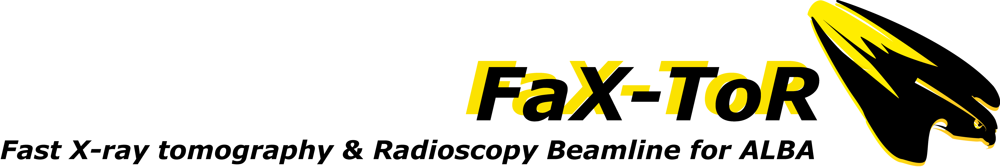 FaX-ToR
Fast X-ray tomography & Radioscopy Beamline for ALBA